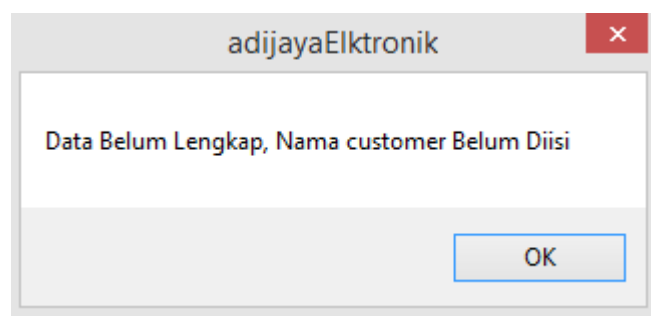 adijayaElktronik
Data Belum Lengkap, Nama customer Belum Diisi
OK